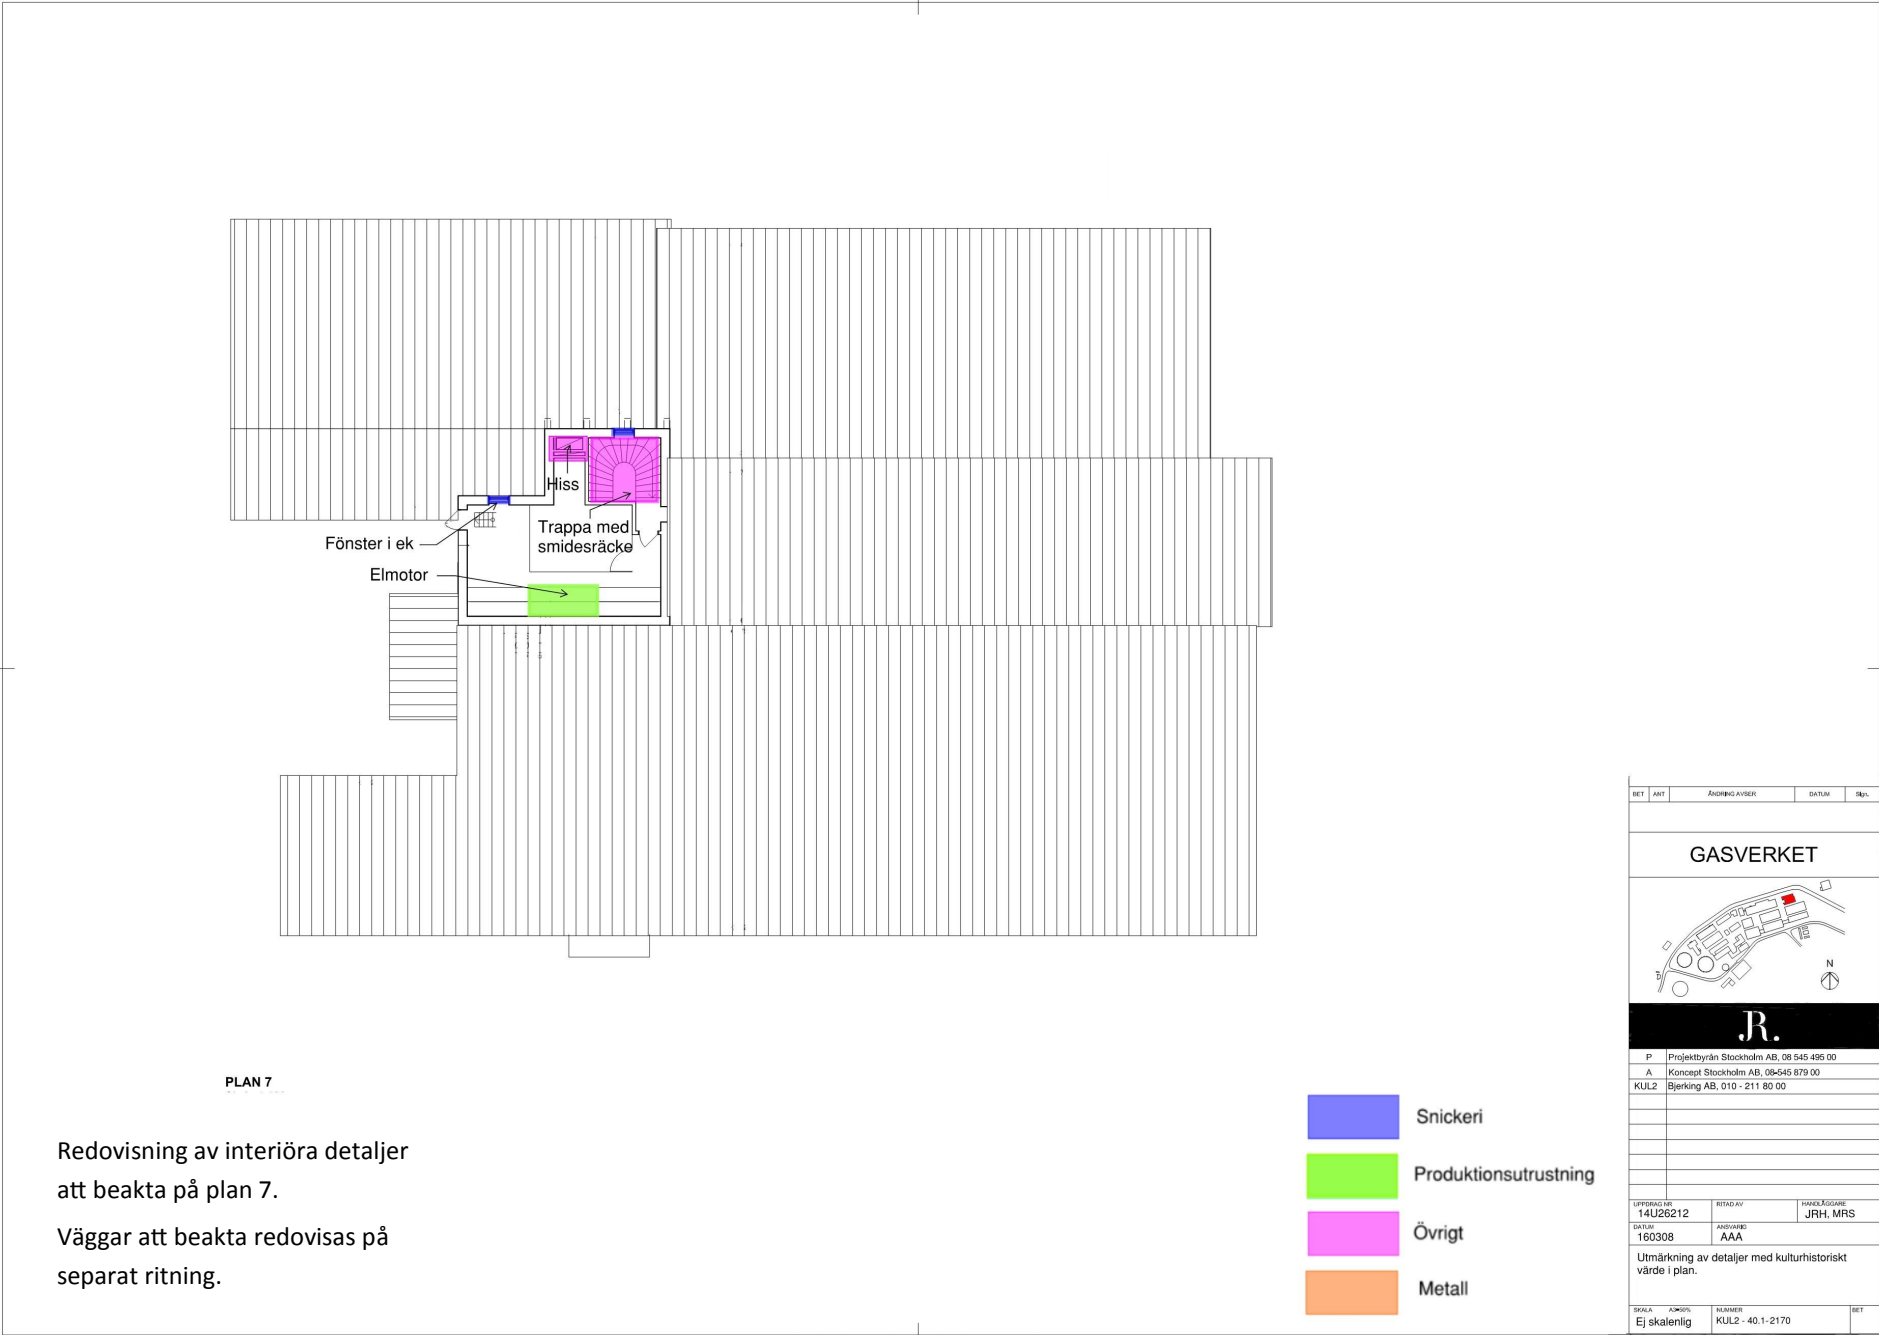 Hiss
Trappa med
smidesräcke
Fönster i ek
Elmotor
PLAN 7
Redovisning av interiöra detaljer
att beakta på plan 7.
Väggar att beakta redovisas på
separat ritning.
Snickeri
Produktionsutrustning
Övrigt
Metall
BET ANT ÄNDRING AVSER DATUM Sign.
GASVERKET
N
JR.
P Projektbyrån Stockholm AB, 08 545 495 00
A Koncept Stockholm AB, 08-545 879 00
KUL2 Bjerking AB, 010 - 211 80 00
UPPDRAG NR RITAD AV HANDLÄGGARE
14U26212 JRH, MRS
DATUM ANSVARIG
160308 AAA
Utmärkning av detaljer med kulturhistoriskt
värde i plan.
SKALA A3=50% NUMMER BET
Ej skalenlig KUL2 - 40.1-2170